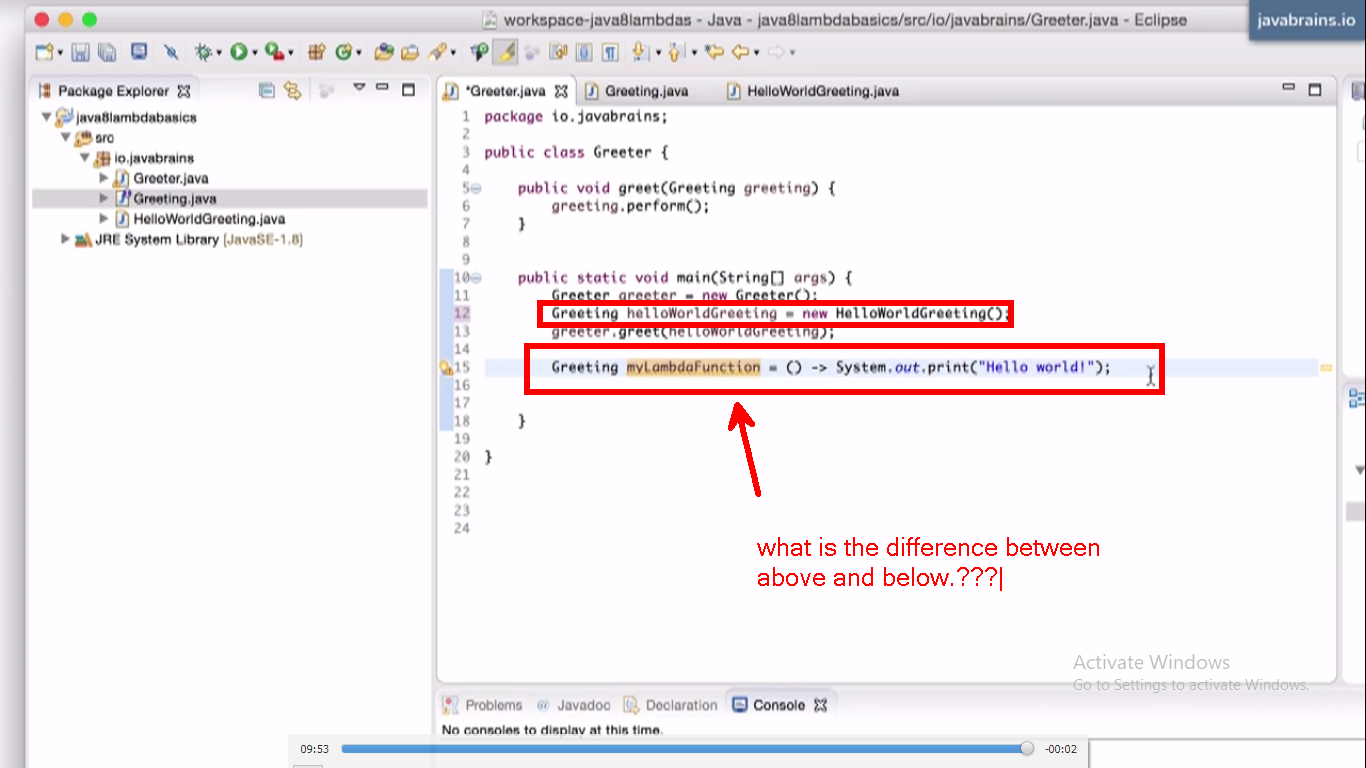 workspace-java8lambdas - Java - java8lambdabasics/src/io/javabrains/Greeter.java - Eclipse
javabrains.io
Package Explorer
java8lambdabasics
src
io.javabrains
Greeter.java
Greeting.java
HelloWorldGreeting.java
JRE System Library [JavaSE-1.8]
*Greeter.java Greeting.java HelloWorldGreeting.java
1 package io.javabrains;
2
3 public class Greeter {
4
5 public void greet(Greeting greeting) {
6 greeting.perform();
7 }
8
9
10 public static void main(String[] args) {
11 Greeter greeter = new Greeter();
12 Greeting helloWorldGreeting = new HelloWorldGreeting();
13 greeter.greet(helloWorldGreeting);
14
15 Greeting myLambdaFunction = () -> System.out.print("Hello world!");
16
17
18 }
19
20 }
21
22
23
24
what is the difference between
above and below.???|
Activate Windows
Go to Settings to activate Windows.
Problems @ Javadoc Declaration Console
No consoles to display at this time.
09:53 -00:02